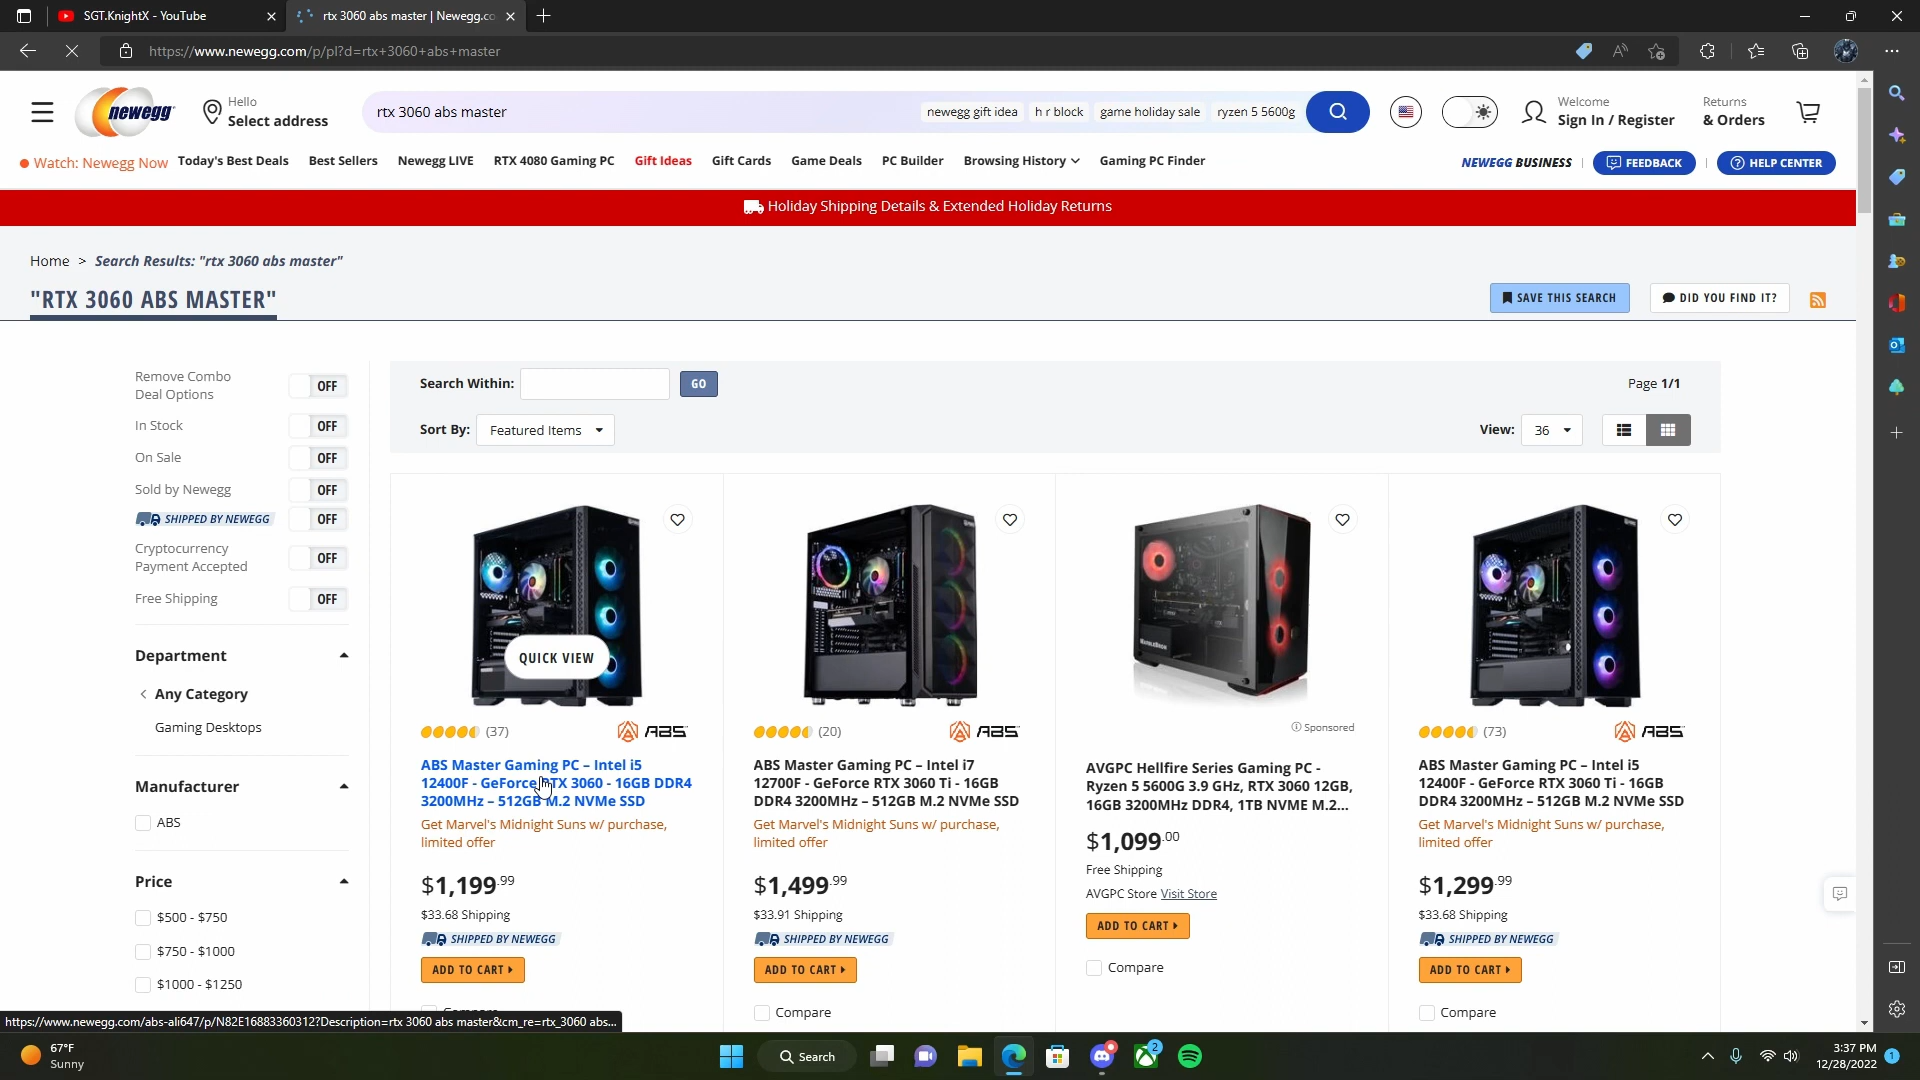 SGT.KnightX - YouTube
rtx 3060 abs master | Newegg.co
https://www.newegg.com/p/pl?d=rtx+3060+abs+master
newegg
Hello
Select address
rtx 3060 abs master
newegg gift idea
h r block
game holiday sale
ryzen 5 5600g
Welcome
Sign In / Register
Returns
& Orders
Watch: Newegg Now
Today's Best Deals
Best Sellers
Newegg LIVE
RTX 4080 Gaming PC
Gift Ideas
Gift Cards
Game Deals
PC Builder
Browsing History
Gaming PC Finder
NEWEGG BUSINESS
FEEDBACK
HELP CENTER
Holiday Shipping Details & Extended Holiday Returns
Home > Search Results: "rtx 3060 abs master"
"RTX 3060 ABS MASTER"
SAVE THIS SEARCH
DID YOU FIND IT?
Remove Combo
Deal Options
OFF
In Stock
OFF
On Sale
OFF
Sold by Newegg
OFF
SHIPPED BY NEWEGG
OFF
Cryptocurrency
Payment Accepted
OFF
Free Shipping
OFF
Department
Any Category
Gaming Desktops
Manufacturer
ABS
Price
$500 - $750
$750 - $1000
$1000 - $1250
Search Within:
GO
Page 1/1
Sort By:
Featured Items
View:
36
QUICK VIEW
(37)
ABS
ABS Master Gaming PC – Intel i5
12400F - GeForce RTX 3060 - 16GB DDR4
3200MHz – 512GB M.2 NVMe SSD
Get Marvel's Midnight Suns w/ purchase,
limited offer
$1,199.99
$33.68 Shipping
SHIPPED BY NEWEGG
ADD TO CART
Compare
(20)
ABS
ABS Master Gaming PC – Intel i7
12700F - GeForce RTX 3060 Ti - 16GB
DDR4 3200MHz – 512GB M.2 NVMe SSD
Get Marvel's Midnight Suns w/ purchase,
limited offer
$1,499.99
$33.91 Shipping
SHIPPED BY NEWEGG
ADD TO CART
Compare
Sponsored
AVGPC Hellfire Series Gaming PC -
Ryzen 5 5600G 3.9 GHz, RTX 3060 12GB,
16GB 3200MHz DDR4, 1TB NVME M.2...
$1,099.00
Free Shipping
AVGPC Store Visit Store
ADD TO CART
Compare
(73)
ABS
ABS Master Gaming PC – Intel i5
12400F - GeForce RTX 3060 Ti - 16GB
DDR4 3200MHz – 512GB M.2 NVMe SSD
Get Marvel's Midnight Suns w/ purchase,
limited offer
$1,299.99
$33.68 Shipping
SHIPPED BY NEWEGG
ADD TO CART
Compare
https://www.newegg.com/abs-ali647/p/N82E16883360312?Description=rtx 3060 abs master&cm_re=rtx_3060 abs...
67°F
Sunny
Search
2
3:37 PM
12/28/2022
1